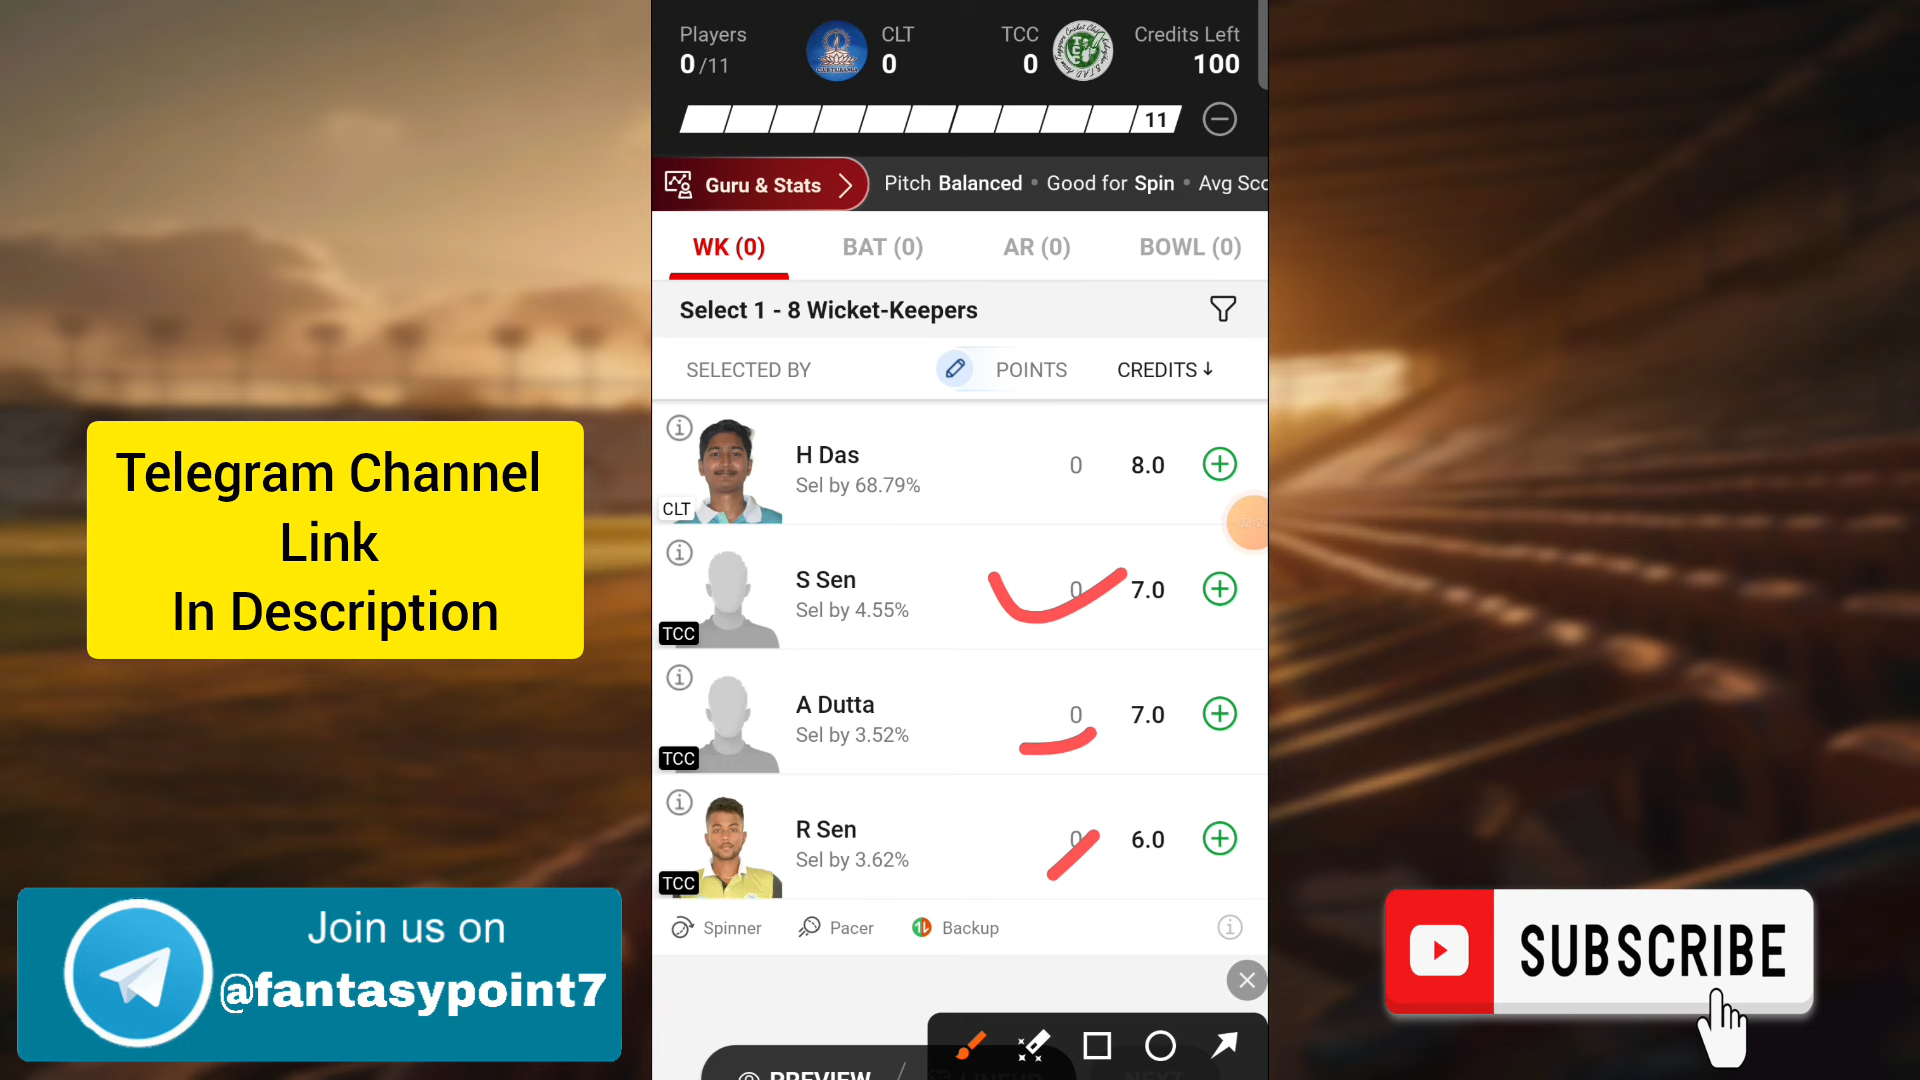 Players
0 /11
CLT
0
TCC
0
Credits Left
100
11
Guru & Stats
Pitch Balanced • Good for Spin • Avg Sco
WK (0)
BAT (0)
AR (0)
BOWL (0)
Select 1 - 8 Wicket-Keepers
SELECTED BY
POINTS
CREDITS ↓
H Das
Sel by 68.79%
0
8.0
CLT
S Sen
Sel by 4.55%
0
7.0
TCC
A Dutta
Sel by 3.52%
0
7.0
TCC
R Sen
Sel by 3.62%
0
6.0
TCC
Spinner
Pacer
Backup
PREVIEW
Telegram Channel
Link
In Description
Join us on
@fantasypoint7
SUBSCRIBE